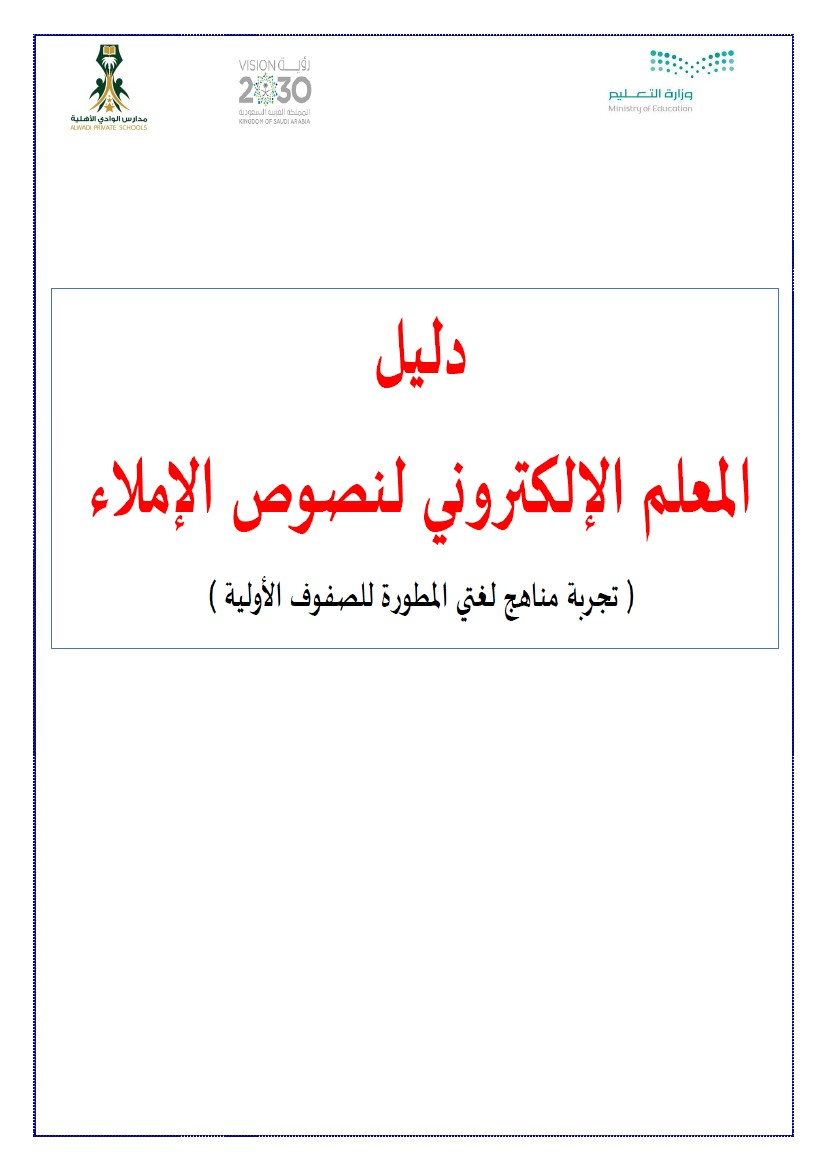 وزارة التعليم
Ministry of Education
VISION رؤيــة
2030
المملكة العربية السعودية
KINGDOM OF SAUDI ARABIA
مدارس الوادي الأهلية
ALWADI PRIVATE SCHOOLS
دليل
المعلم الإلكتروني لنصوص الإملاء
( تجربة مناهج لغتي المطورة للصفوف الأولية )